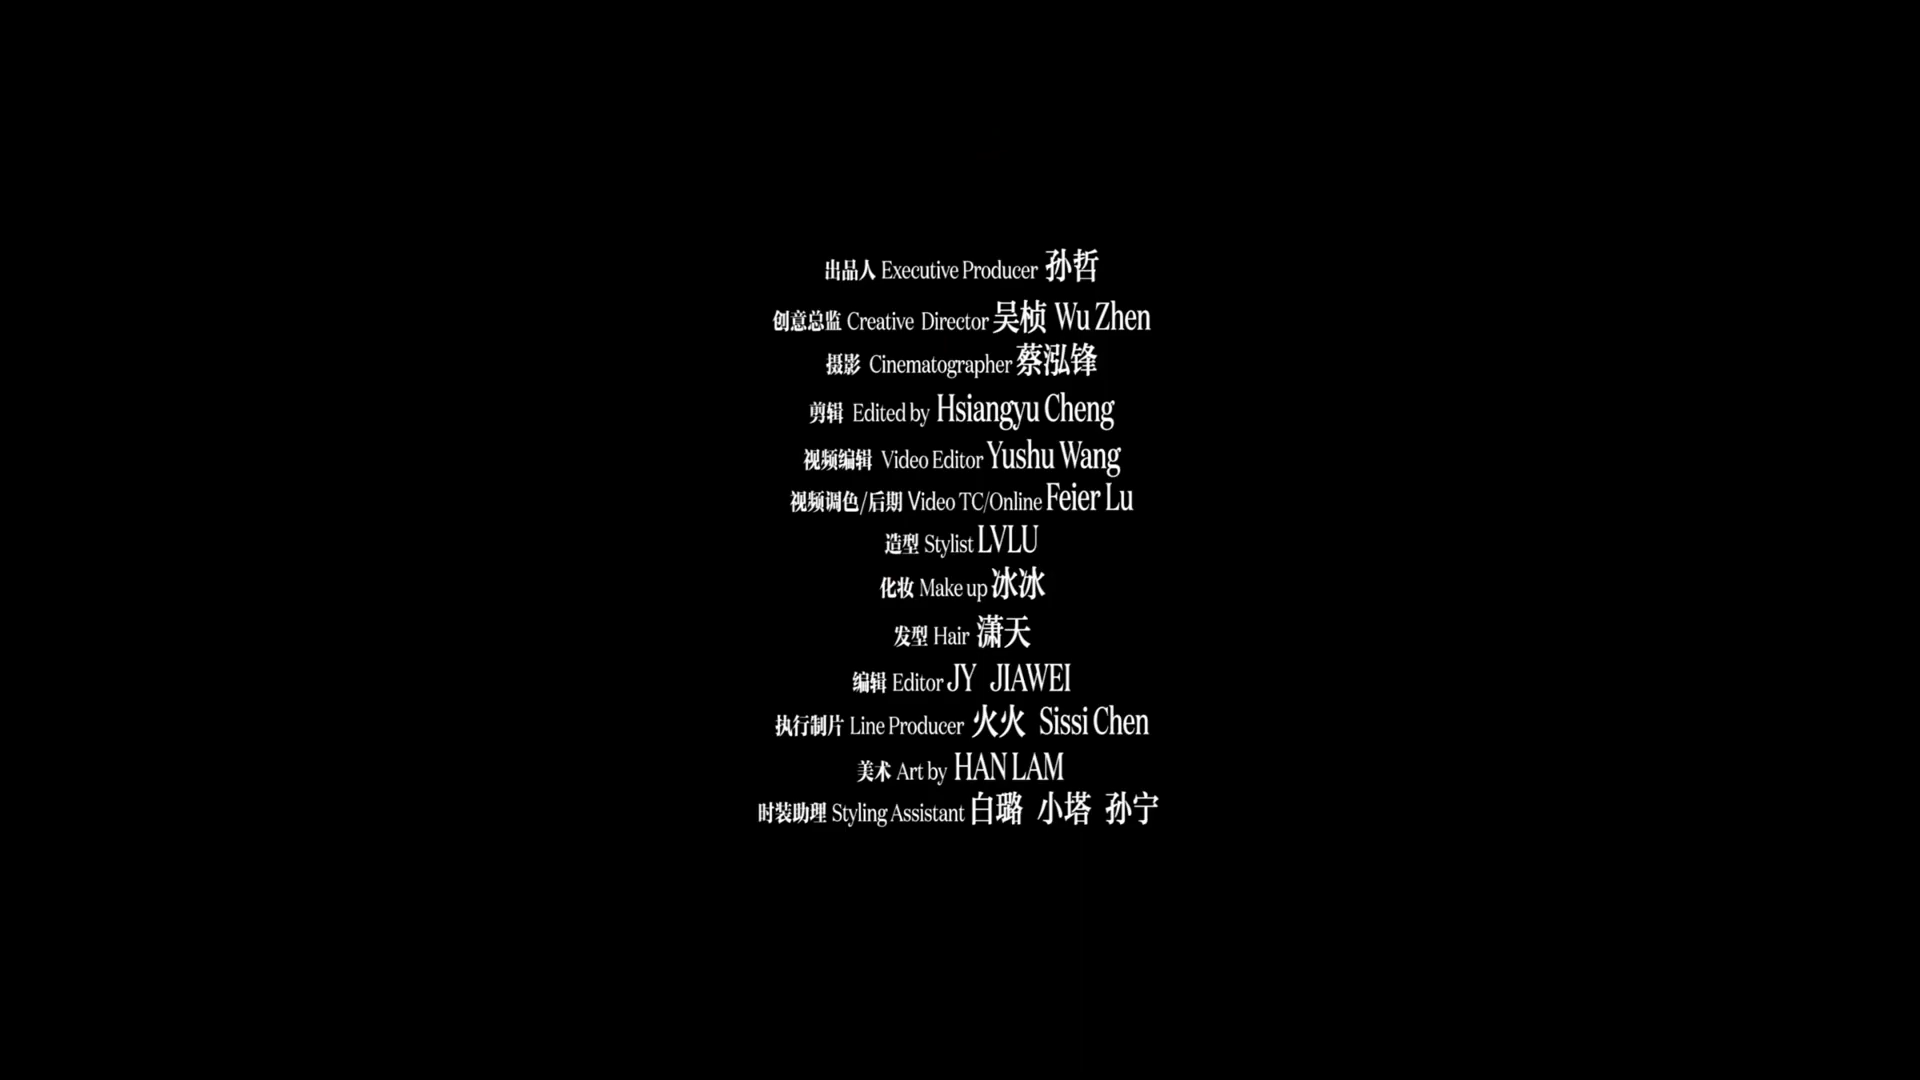 出品人 Executive Producer 孙哲
创意总监 Creative Director 吴桢 Wu Zhen
摄影 Cinematographer 蔡泓锋
剪辑 Edited by Hsiangyu Cheng
视频编辑 Video Editor Yushu Wang
视频调色/后期 Video TC/Online Feier Lu
造型 Stylist LVLU
化妆 Make up 冰冰
发型 Hair 潇天
编辑 Editor JY JIAWEI
执行制片 Line Producer 火火 Sissi Chen
美术 Art by HAN LAM
时装助理 Styling Assistant 白璐 小塔 孙宁